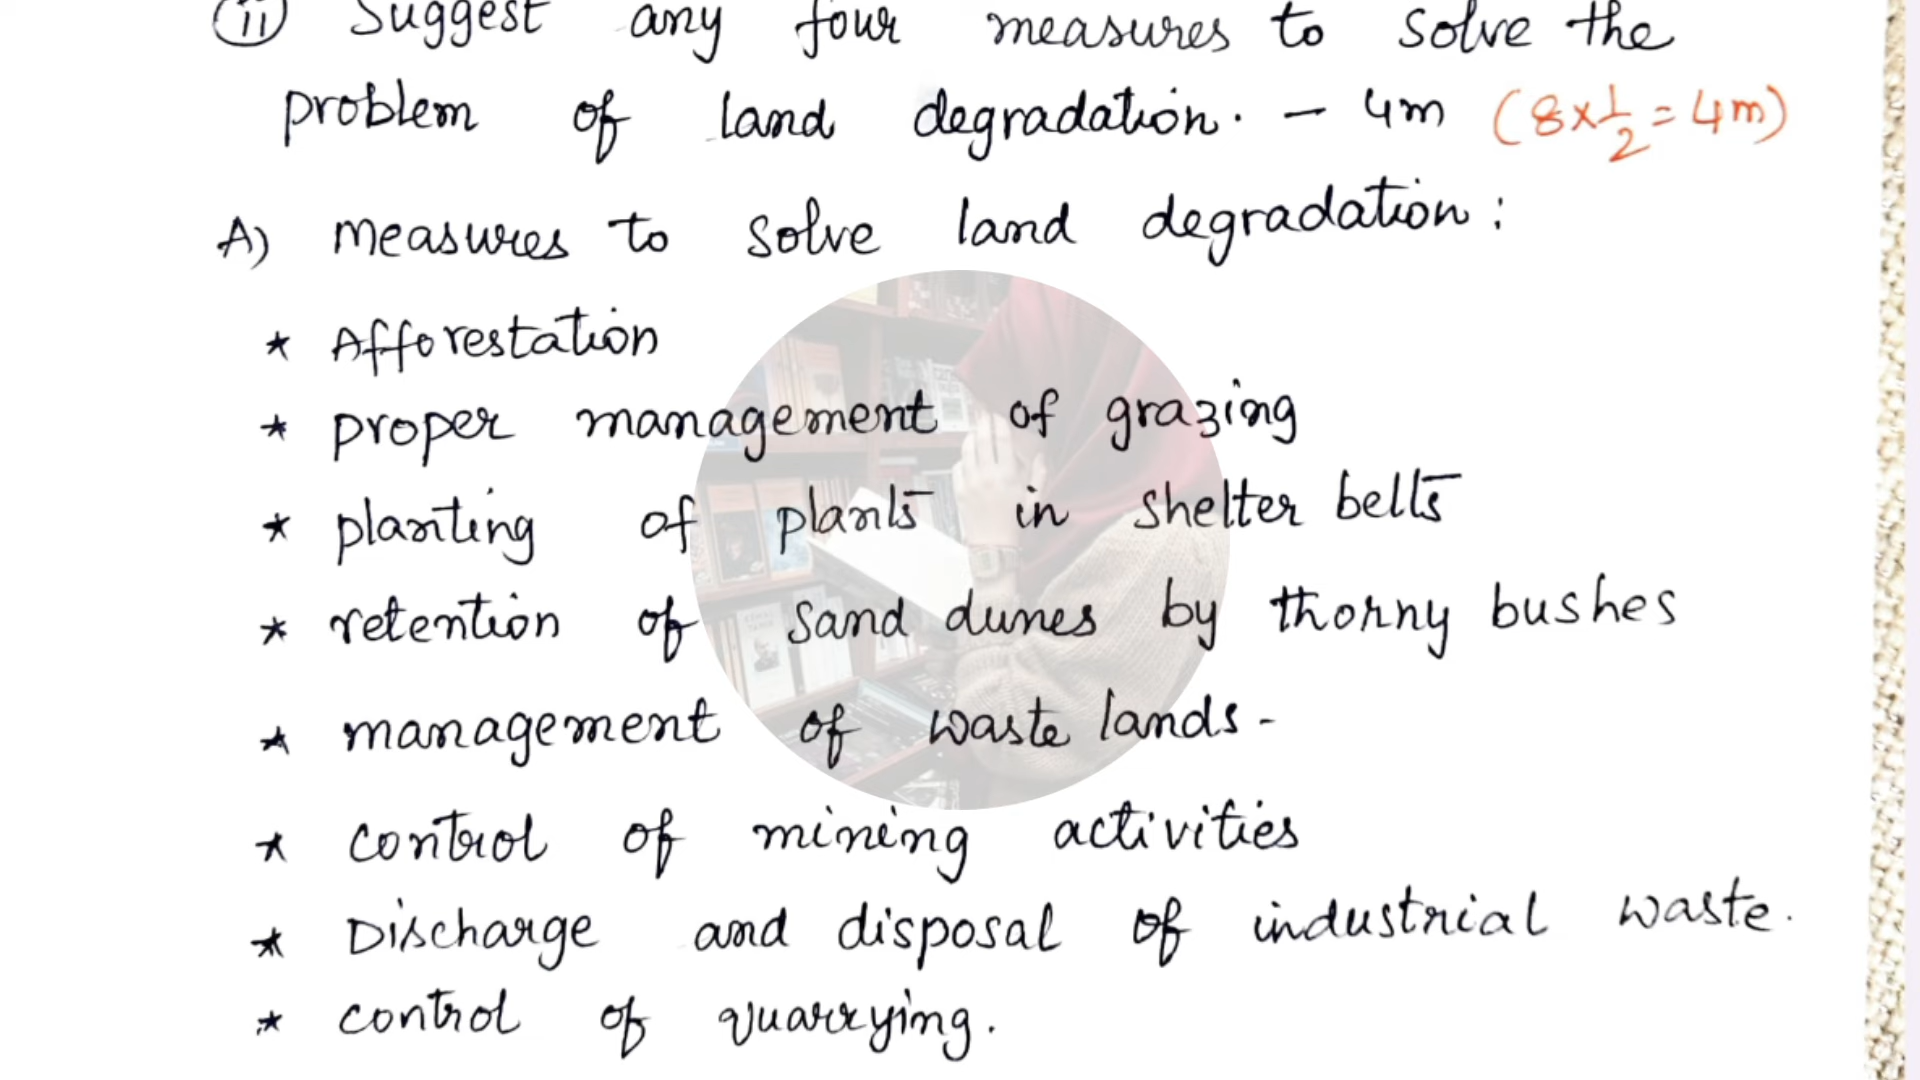 ii Suggest any four measures to solve the
problem of land degradation. - 4m (8x1/2=4m)
A) Measures to solve land degradation:
* Afforestation
* proper management of grazing
* planting of plants in shelter belts
* retention of sand dunes by thorny bushes
* management of waste lands-
* control of mining activities
* Discharge and disposal of industrial waste.
* control of quarrying.